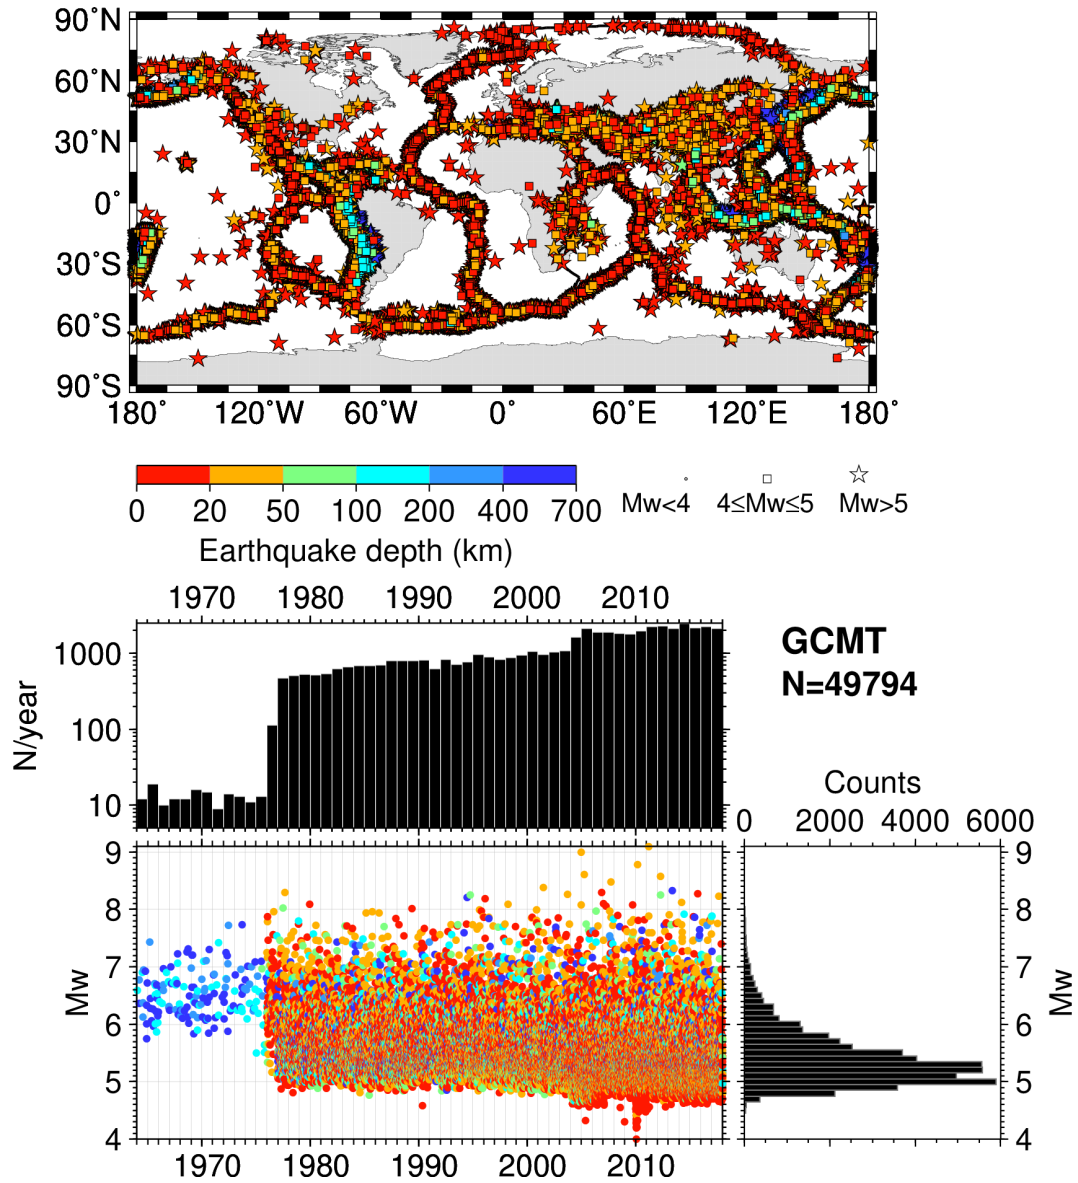 90˚N
60˚N
30˚N
0˚
30˚S
60˚S
90˚S
180˚ 120˚W 60˚W 0˚ 60˚E 120˚E 180˚
0 20 50 100 200 400 700
Earthquake depth (km)
Mw<4 4≤Mw≤5 Mw>5
1970 1980 1990 2000 2010
N/year
1000
100
10
GCMT
N=49794
Counts
0 2000 4000 6000
Mw
9
8
7
6
5
4
1970 1980 1990 2000 2010
9
8
7
6
5
4
Mw